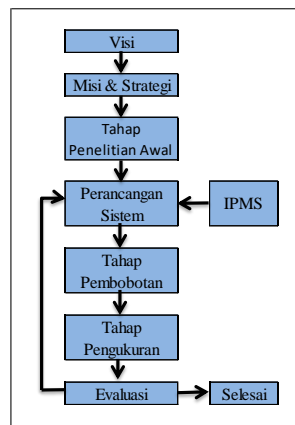 Visi
Misi & Strategi
Tahap
Penelitian Awal
Perancangan
Sistem
IPMS
Tahap
Pembobotan
Tahap
Pengukuran
Evaluasi
Selesai